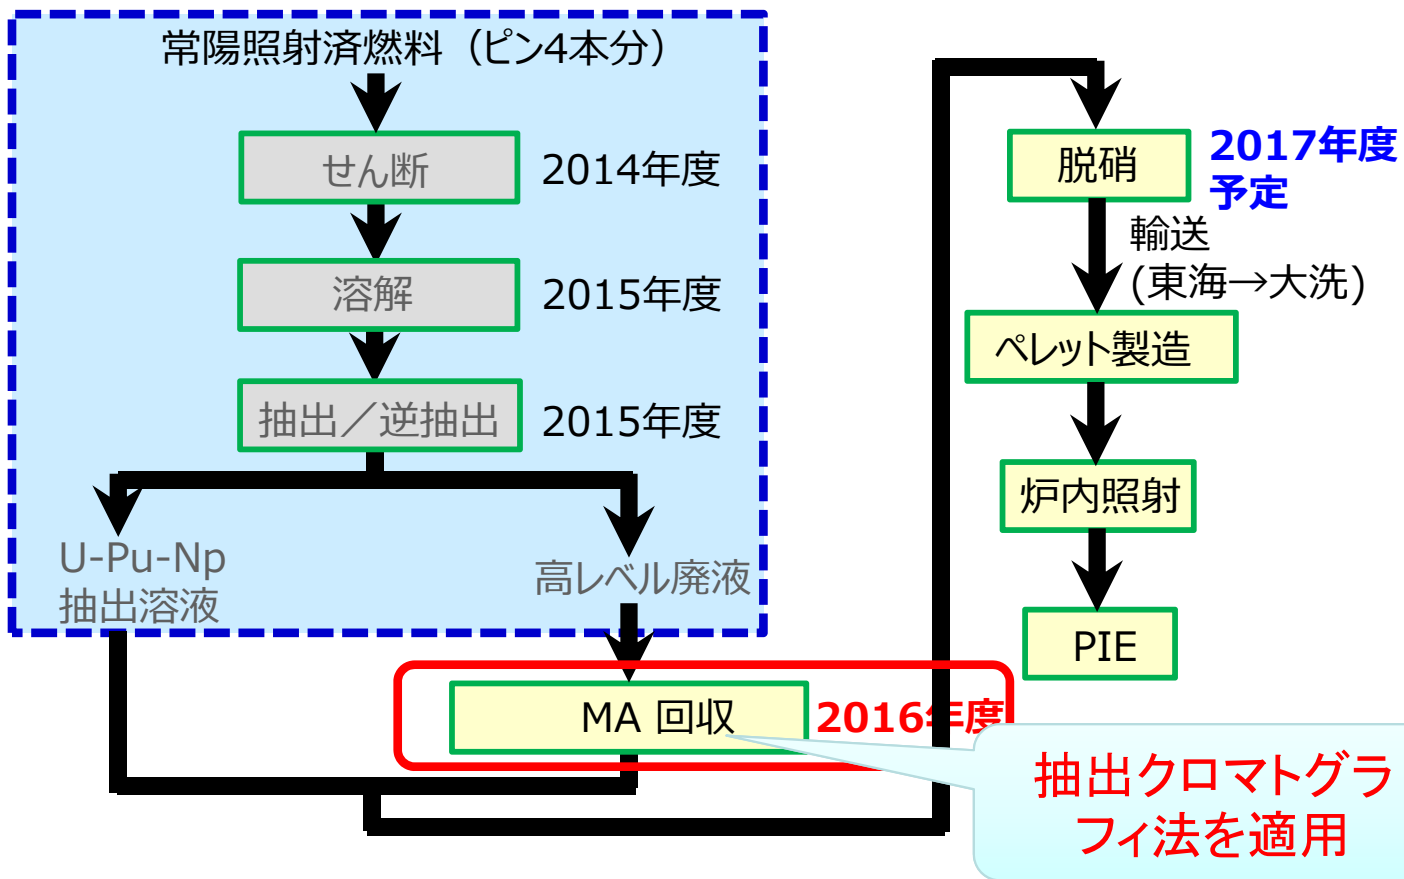 常陽照射済燃料（ピン4本分）
せん断
2014年度
溶解
2015年度
抽出／逆抽出
2015年度
U-Pu-Np
抽出溶液
高レベル廃液
MA 回収
2016年度
脱硝
2017年度
予定
輸送
(東海→大洗)
ペレット製造
炉内照射
PIE
抽出クロマトグラ
フィ法を適用